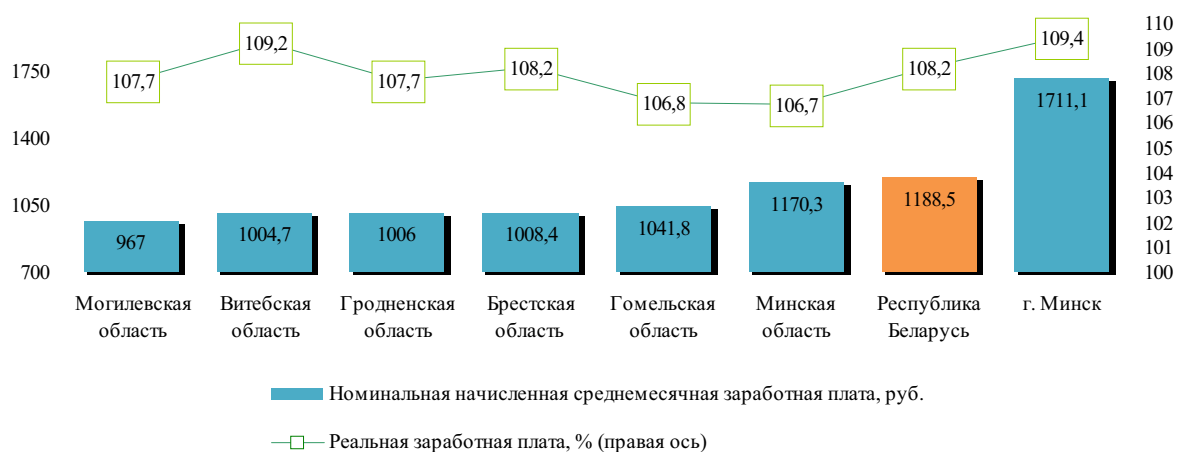 110
109
108
107
106
105
104
103
102
101
100
1750
1400
1050
700
107,7
109,2
107,7
108,2
106,8
106,7
108,2
109,4
967
1004,7
1006
1008,4
1041,8
1170,3
1188,5
1711,1
Могилевская
область
Витебская
область
Гродненская
область
Брестская
область
Гомельская
область
Минская
область
Республика
Беларусь
г. Минск
Номинальная начисленная среднемесячная заработная плата, руб.
Реальная заработная плата, % (правая ось)